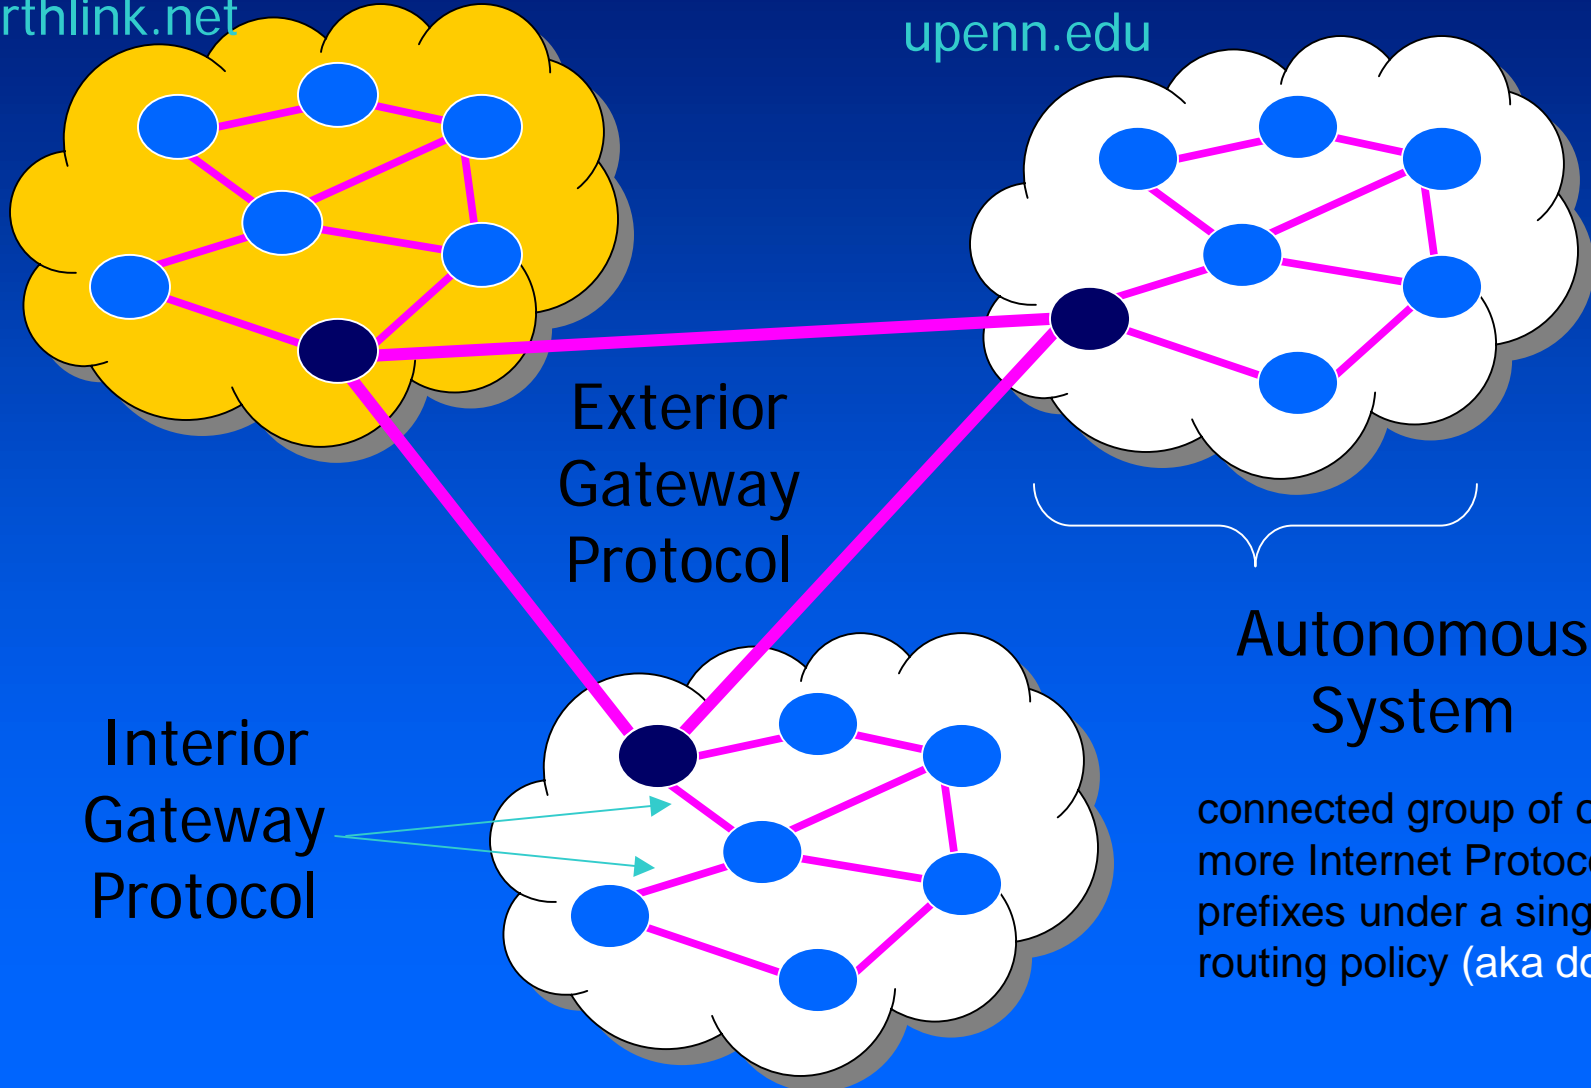 rthlink.net
upenn.edu
Exterior
Gateway
Protocol
Autonomous
System
Interior
Gateway
Protocol
connected group of
more Internet
prefixes under a
routing policy (aka